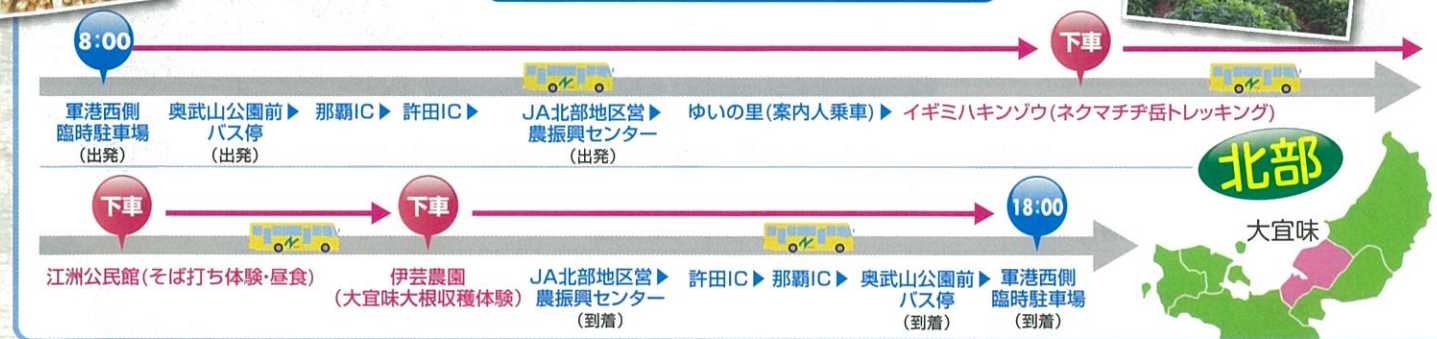 8:00
下車
軍港西側
臨時駐車場
(出発)
奥武山公園前▶
バス停
(出発)
那覇IC▶
許田IC▶
JA北部地区営▶
農振興センター
(出発)
ゆいの里(案内人乗車)▶
イギミハキンゾウ(ネクマチヂ岳トレッキング)
北部
大宜味
下車
下車
18:00
江洲公民館(そば打ち体験・昼食)
伊芸農園
(大宜味大根収穫体験)
JA北部地区営▶
農振興センター
(到着)
許田IC▶
那覇IC▶
奥武山公園前▶
バス停
(到着)
軍港西側
臨時駐車場
(到着)